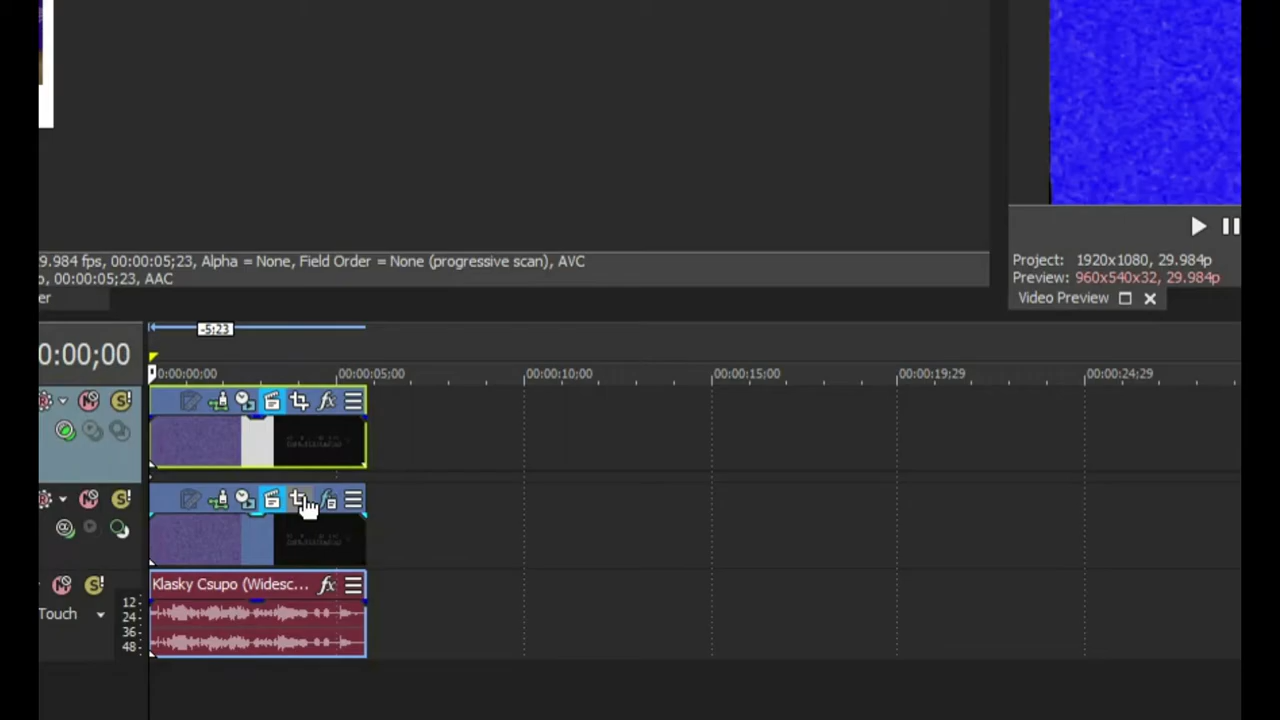 9.984 fps, 00:00:05;23, Alpha = None, Field Order = None (progressive scan), AVC
o, 00:00:05;23, AAC
er
Project: 1920x1080, 29.984p
Preview: 960x540x32, 29.984p
Video Preview
-5;23
0:00;00
0:00:00;00
00:00:05;00
00:00:10;00
00:00:15;00
00:00:19;29
00:00:24;29
Klasky Csupo (Widesc...
Touch
12
24
36
48